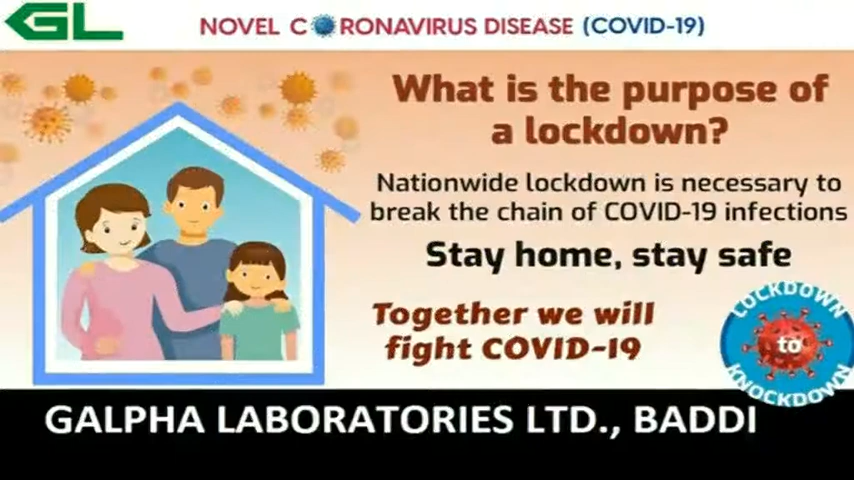 GL
NOVEL CORONAVIRUS DISEASE (COVID-19)
What is the purpose of
a lockdown?
Nationwide lockdown is necessary to
break the chain of COVID-19 infections
Stay home, stay safe
Together we will
fight COVID-19
LOCKDOWN
to
KNOCKDOWN
GALPHA LABORATORIES LTD., BADDI